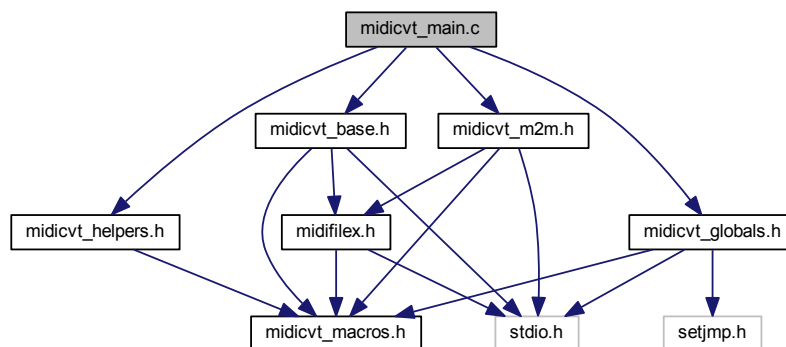 midicvt_main.c
midicvt_base.h
midicvt_m2m.h
midicvt_helpers.h
midifilex.h
midicvt_globals.h
midicvt_macros.h
stdio.h
setjmp.h